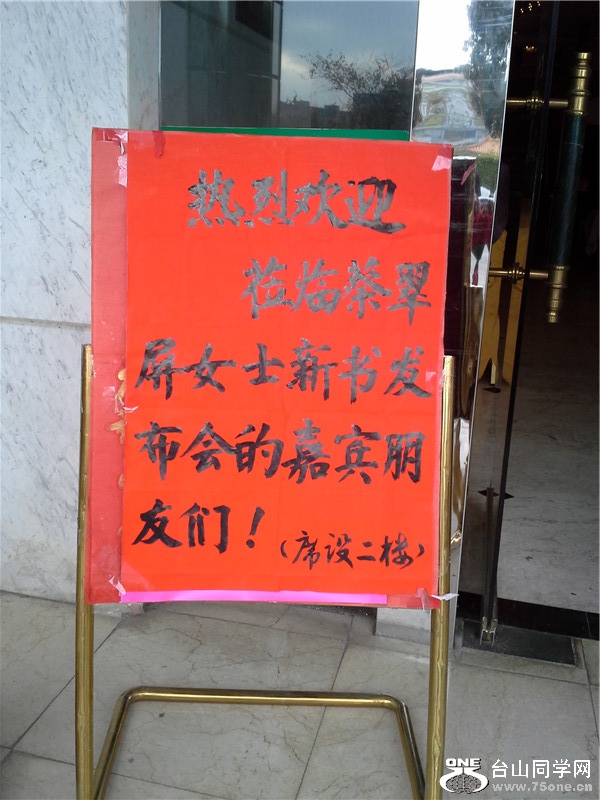 热烈欢迎
莅临蔡翠
屏女士新书发
布会的嘉宾朋
友们！
（席设二楼）
ONE 台山同学网
www.75one.cn